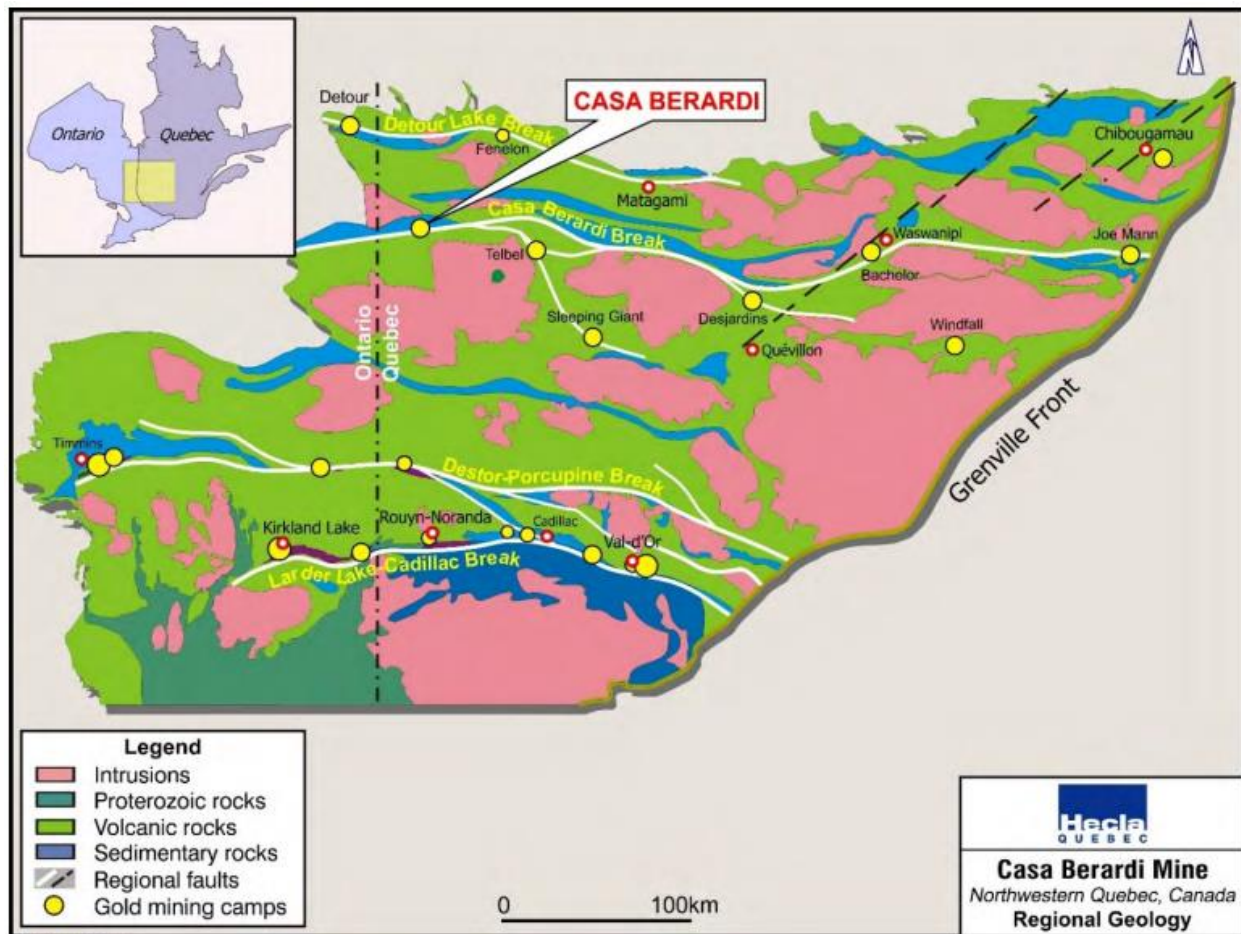 Ontario
Quebec
Detour
Detour Lake Break
Fenelon
CASA BERARDI
Matagami
Chibougamau
Casa Berardi Break
Telbel
Waswanipi
Bachelor
Joe Mann
Sleeping Giant
Desjardins
Windfall
Quévillon
Ontario
Quebec
Grenville Front
Timmins
Destor-Porcupine Break
Kirkland Lake
Rouyn-Noranda
Cadillac
Val-d'Or
Larder Lake-Cadillac Break
Legend
Intrusions
Proterozoic rocks
Volcanic rocks
Sedimentary rocks
Regional faults
Gold mining camps
0 100km
Hecla
QUEBEC
Casa Berardi Mine
Northwestern Quebec, Canada
Regional Geology